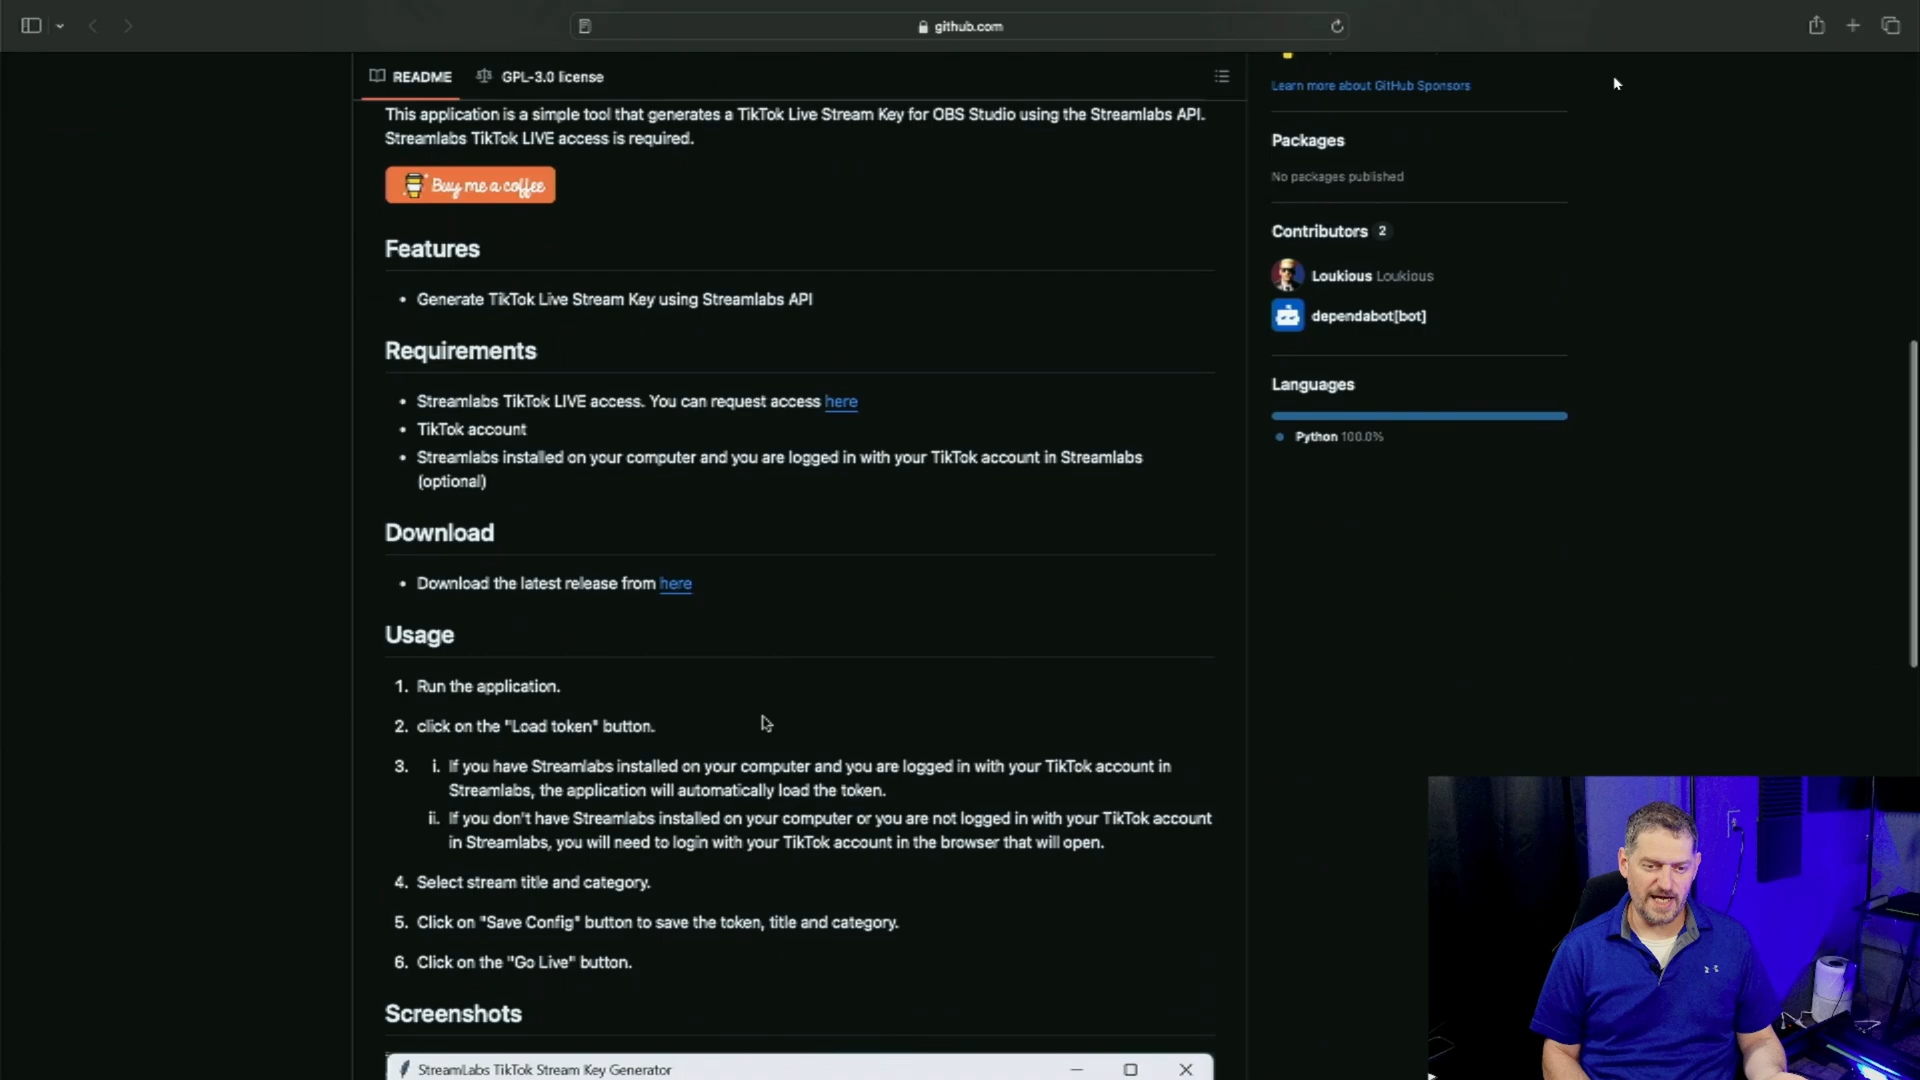 github.com
README
GPL-3.0 license
This application is a simple tool that generates a TikTok Live Stream Key for OBS Studio using the Streamlabs API.
Streamlabs TikTok LIVE access is required.
Buy me a coffee
Features
• Generate TikTok Live Stream Key using Streamlabs API
Requirements
• Streamlabs TikTok LIVE access. You can request access here
• TikTok account
• Streamlabs installed on your computer and you are logged in with your TikTok account in Streamlabs
(optional)
Download
• Download the latest release from here
Usage
1. Run the application.
2. click on the "Load token" button.
3. i. If you have Streamlabs installed on your computer and you are logged in with your TikTok account in
Streamlabs, the application will automatically load the token.
ii. If you don't have Streamlabs installed on your computer or you are not logged in with your TikTok account
in Streamlabs, you will need to login with your TikTok account in the browser that will open.
4. Select stream title and category.
5. Click on "Save Config" button to save the token, title and category.
6. Click on the "Go Live" button.
Screenshots
StreamLabs TikTok Stream Key Generator
Learn more about GitHub Sponsors
Packages
No packages published
Contributors 2
Loukious Loukious
dependabot[bot]
Languages
Python 100.0%